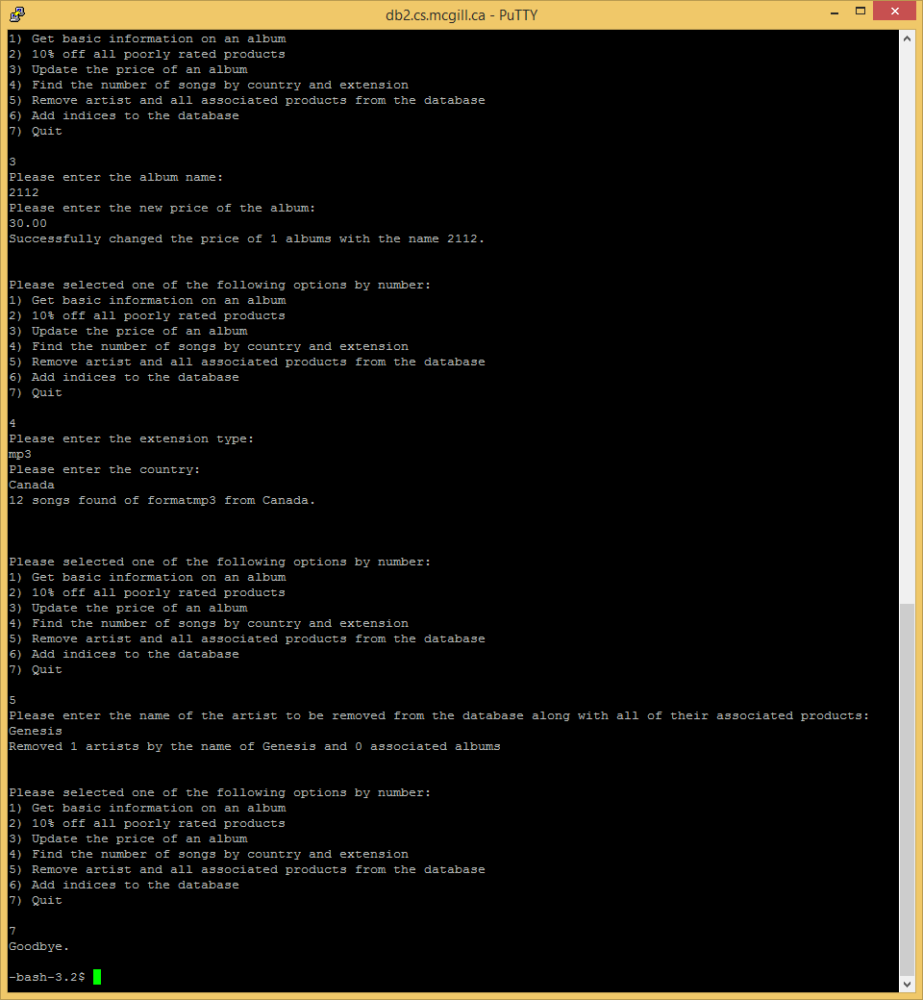 db2.cs.mcgill.ca - PuTTY
1) Get basic information on an album
2) 10% off all poorly rated products
3) Update the price of an album
4) Find the number of songs by country and extension
5) Remove artist and all associated products from the database
6) Add indices to the database
7) Quit
3
Please enter the album name:
2112
Please enter the new price of the album:
30.00
Successfully changed the price of 1 albums with the name 2112.
Please selected one of the following options by number:
1) Get basic information on an album
2) 10% off all poorly rated products
3) Update the price of an album
4) Find the number of songs by country and extension
5) Remove artist and all associated products from the database
6) Add indices to the database
7) Quit
4
Please enter the extension type:
mp3
Please enter the country:
Canada
12 songs found of formatmp3 from Canada.
Please selected one of the following options by number:
1) Get basic information on an album
2) 10% off all poorly rated products
3) Update the price of an album
4) Find the number of songs by country and extension
5) Remove artist and all associated products from the database
6) Add indices to the database
7) Quit
5
Please enter the name of the artist to be removed from the database along with all of their associated products:
Genesis
Removed 1 artists by the name of Genesis and 0 associated albums
Please selected one of the following options by number:
1) Get basic information on an album
2) 10% off all poorly rated products
3) Update the price of an album
4) Find the number of songs by country and extension
5) Remove artist and all associated products from the database
6) Add indices to the database
7) Quit
7
Goodbye.
-bash-3.2$